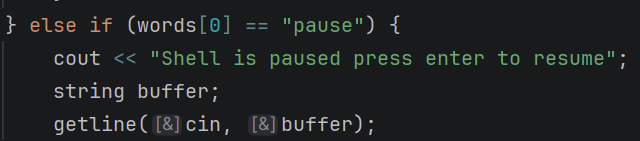 } else if (words[0] == "pause") {
cout << "Shell is paused press enter to resume";
string buffer;
getline([&]cin, [&]buffer);